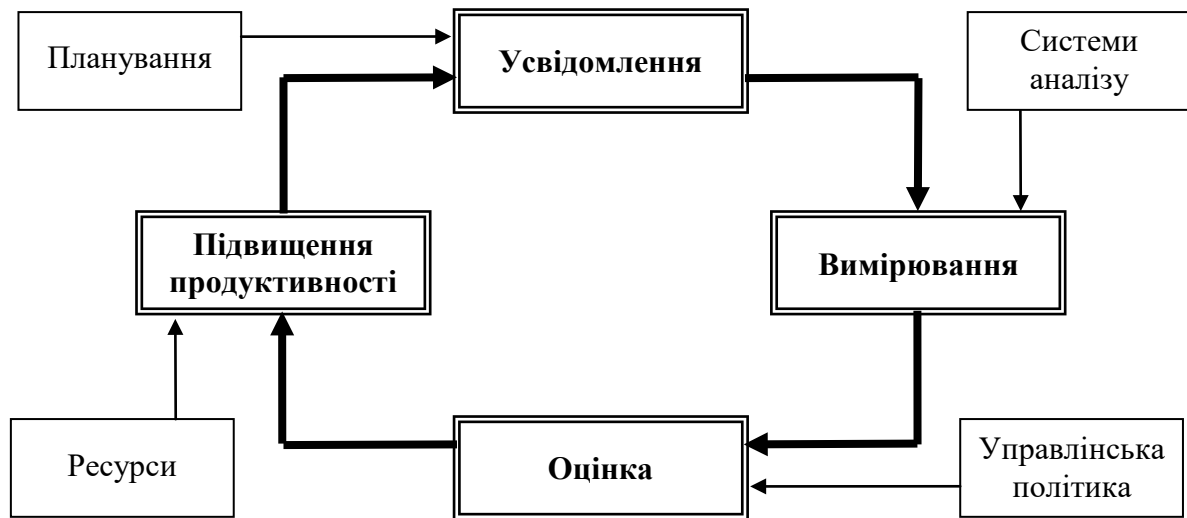 Планування
Усвідомлення
Системи
аналізу
Підвищення
продуктивності
Вимірювання
Ресурси
Оцінка
Управлінська
політика